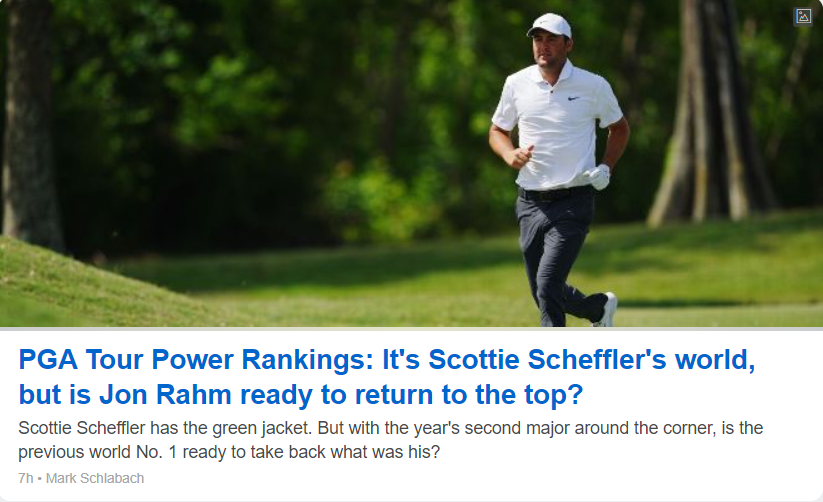 PGA Tour Power Rankings: It's Scottie Scheffler's world,
but is Jon Rahm ready to return to the top?
Scottie Scheffler has the green jacket. But with the year's second major around the corner, is the
previous world No. 1 ready to take back what was his?
7h • Mark Schlabach